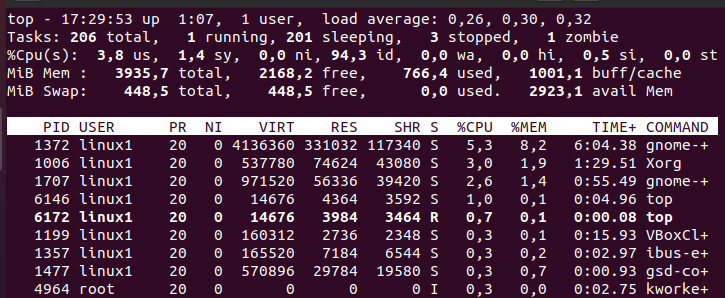 top - 17:29:53 up  1:07,  1 user,  load average: 0,26, 0,30, 0,32
Tasks: 206 total,   1 running, 201 sleeping,   3 stopped,   1 zombie
%Cpu(s):  3,8 us,  1,4 sy,  0,0 ni, 94,3 id,  0,0 wa,  0,0 hi,  0,5 si,  0,0 st
MiB Mem :   3935,7 total,   2168,2 free,    766,4 used,   1001,1 buff/cache
MiB Swap:    448,5 total,    448,5 free,      0,0 used.   2923,1 avail Mem
PID USER      PR  NI    VIRT    RES    SHR S  %CPU  %MEM     TIME+ COMMAND
1372 linux1    20   0 4136360 331032 117340 S   5,3   8,2   6:04.38 gnome-+
1006 linux1    20   0  537780  74624  43080 S   3,0   1,9   1:29.51 Xorg
1707 linux1    20   0  971520  56336  39420 S   2,6   1,4   0:55.49 gnome-+
6146 linux1    20   0   14676   4364   3592 S   1,0   0,1   0:04.96 top
6172 linux1    20   0   14676   3984   3464 R   0,7   0,1   0:00.08 top
1199 linux1    20   0  160312   2736   2348 S   0,3   0,1   0:15.93 VBoxCl+
1357 linux1    20   0  165520   7184   6544 S   0,3   0,2   0:00.92 ibus-e+
1477 linux1    20   0  570896  29784  19580 S   0,3   0,7   0:00.93 gsd-co+
4964 root      20   0       0      0      0 I   0,3   0,0   0:02.75 kworke+